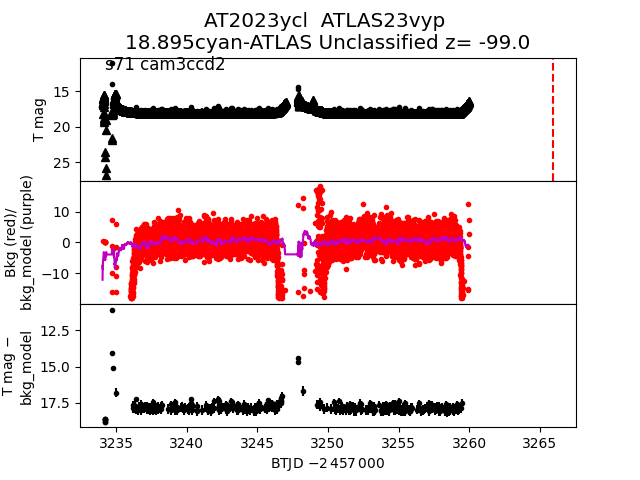 AT2023ycl  ATLAS23vyp
18.895cyan-ATLAS Unclassified z= -99.0
s71 cam3ccd2
T mag
15
20
25
Bkg (red)/
bkg_model (purple)
10
0
−10
T mag −
bkg_model
12.5
15.0
17.5
3235
3240
3245
3250
3255
3260
3265
BTJD −2 457 000